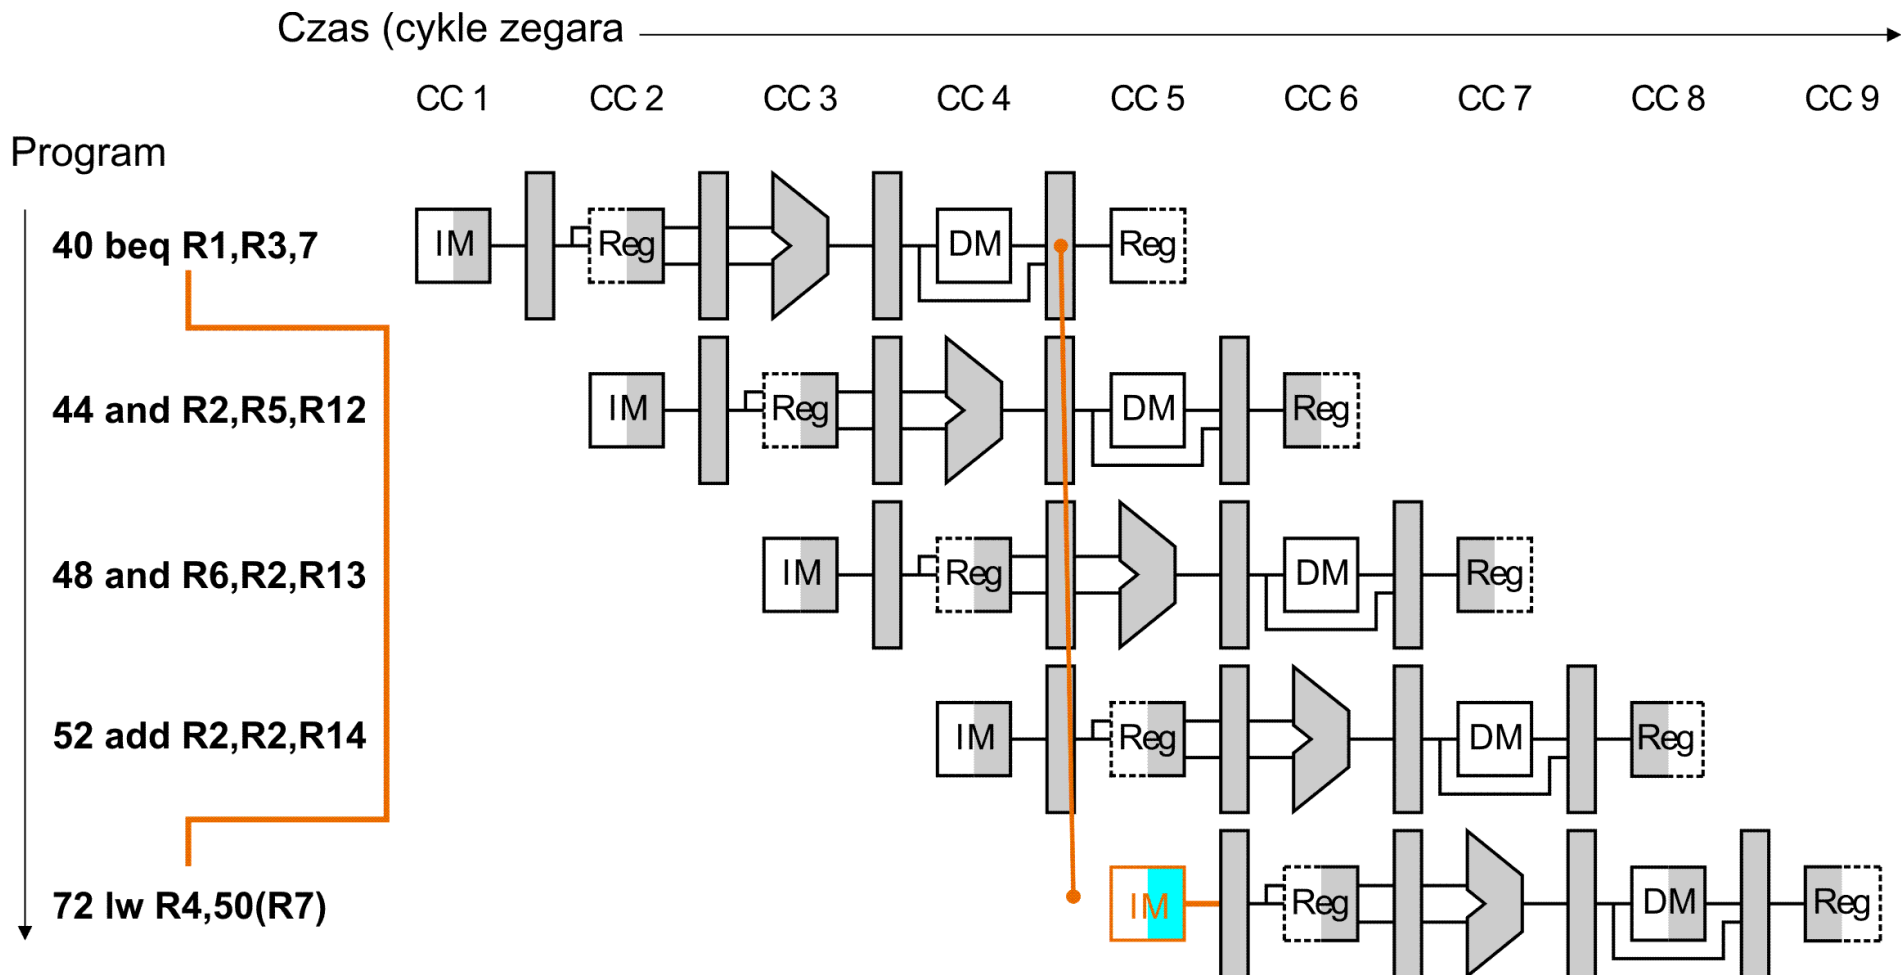 Czas (cykle zegara
CC 1 CC 2 CC 3 CC 4 CC 5 CC 6 CC 7 CC 8 CC 9
Program
40 beq R1,R3,7 IM Reg DM Reg
44 and R2,R5,R12 IM Reg DM Reg
48 and R6,R2,R13 IM Reg DM Reg
52 add R2,R2,R14 IM Reg DM Reg
72 lw R4,50(R7) IM Reg DM Reg